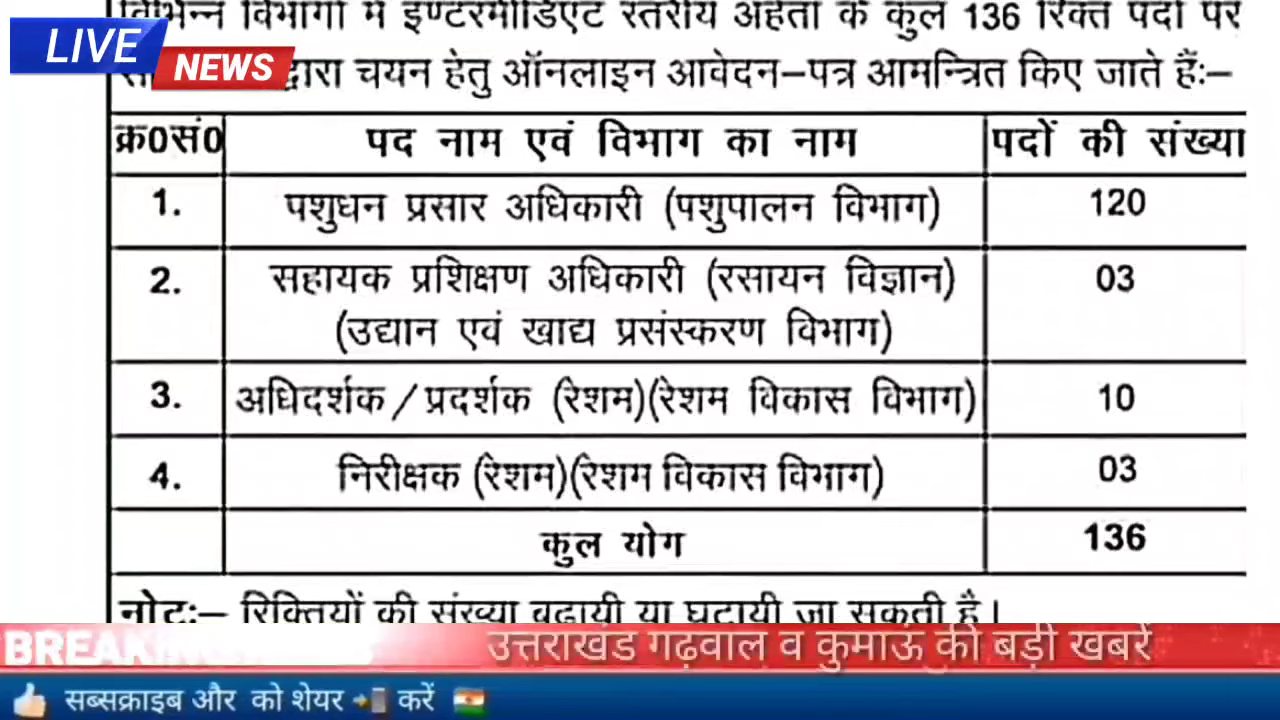 विभिन्न विभागों में इण्टरमीडिएट स्तरीय अर्हता के कुल 136 रिक्त पदों पर
LIVE
NEWS
द्वारा चयन हेतु ऑनलाइन आवेदन–पत्र आमन्त्रित किए जाते हैंः–
क्र0सं0 पद नाम एवं विभाग का नाम पदों की संख्या
1. पशुधन प्रसार अधिकारी (पशुपालन विभाग) 120
2. सहायक प्रशिक्षण अधिकारी (रसायन विज्ञान) 03
(उद्यान एवं खाद्य प्रसंस्करण विभाग)
3. अधिदर्शक / प्रदर्शक (रेशम)(रेशम विकास विभाग) 10
4. निरीक्षक (रेशम)(रेशम विकास विभाग) 03
कुल योग 136
नोटः– रिक्तियों की संख्या बढ़ायी या घटायी जा सकती है।
BREAKING उत्तराखंड गढ़वाल व कुमाऊं की बड़ी खबरें
👍 सब्सक्राइब और को शेयर 📲 करें 🇮🇳